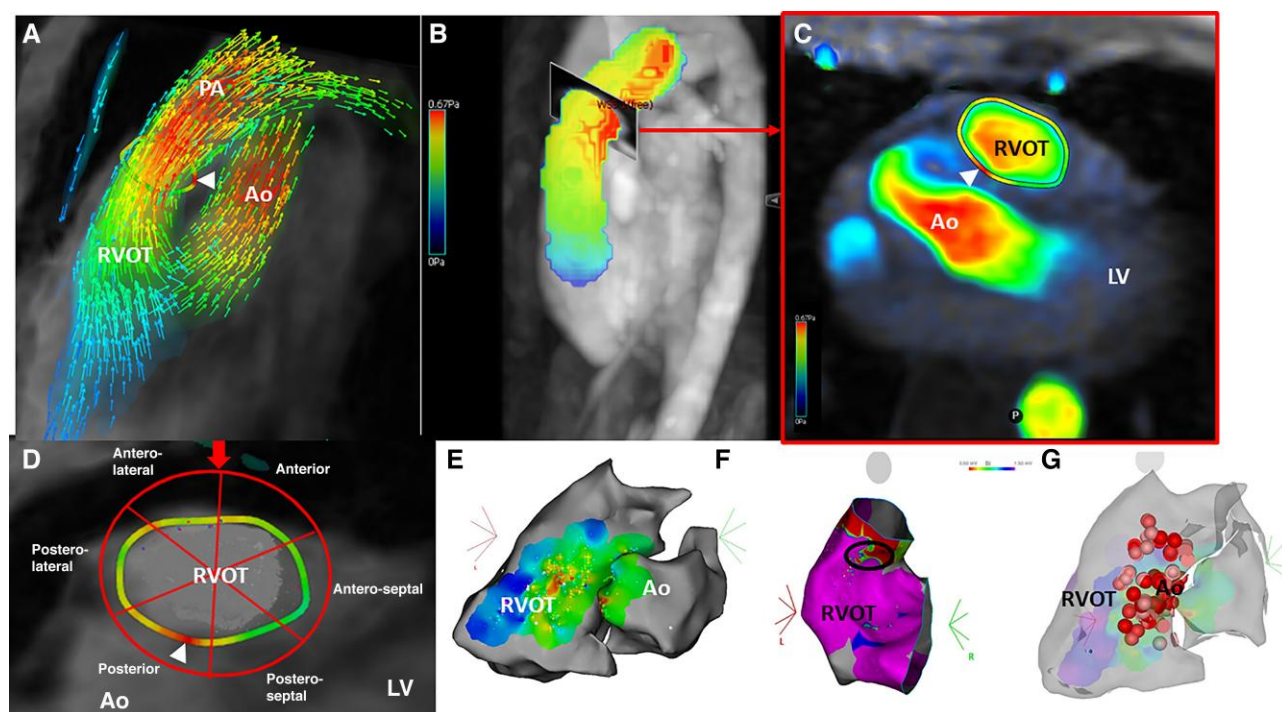 A
PA
Ao
RVOT
B
0.67Pa
0Pa
C
RVOT
Ao
LV
0.67Pa
0Pa
P
D
Antero-
lateral
Anterior
Postero-
lateral
RVOT
Antero-septal
Posterior
Postero-
septal
Ao
LV
E
RVOT
Ao
L
F
RVOT
L
R
G
RVOT
Ao